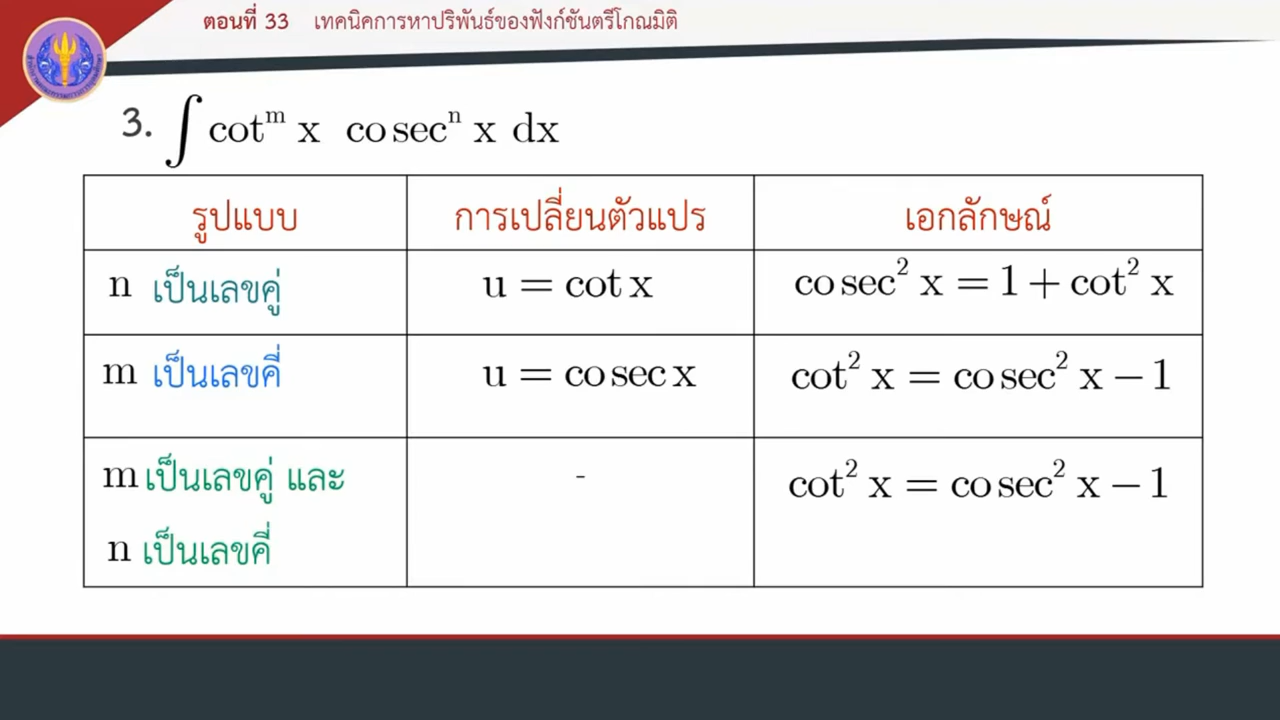 ตอนที่ 33 เทคนิคการหาปริพันธ์ของฟังก์ชันตรีโกณมิติ
3. ∫ cotᵐ x cosecⁿ x dx
รูปแบบ การเปลี่ยนตัวแปร เอกลักษณ์
n เป็นเลขคู่ u = cot x cosec² x = 1 + cot² x
m เป็นเลขคี่ u = cosec x cot² x = cosec² x − 1
m เป็นเลขคู่ และ - cot² x = cosec² x − 1
n เป็นเลขคี่